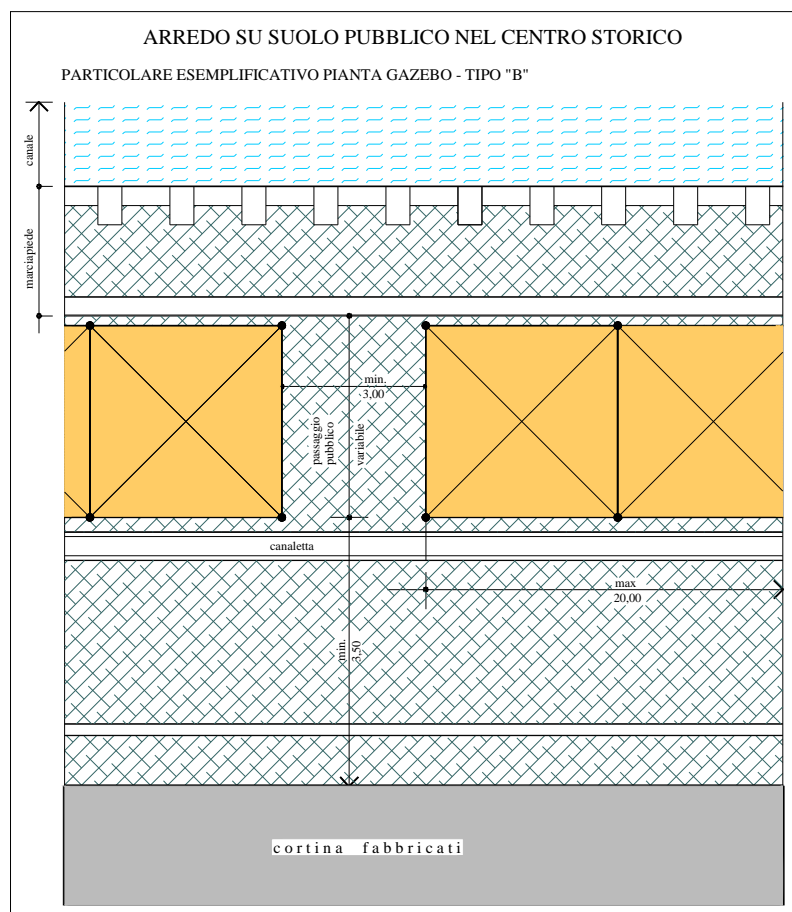 ARREDO SU SUOLO PUBBLICO NEL CENTRO STORICO
PARTICOLARE ESEMPLIFICATIVO PIANTA GAZEBO - TIPO "B"
canale
marciapiede
min.
3,00
passaggio
pubblico
variabile
canaletta
max
20,00
min.
3,50
cortina fabbricati